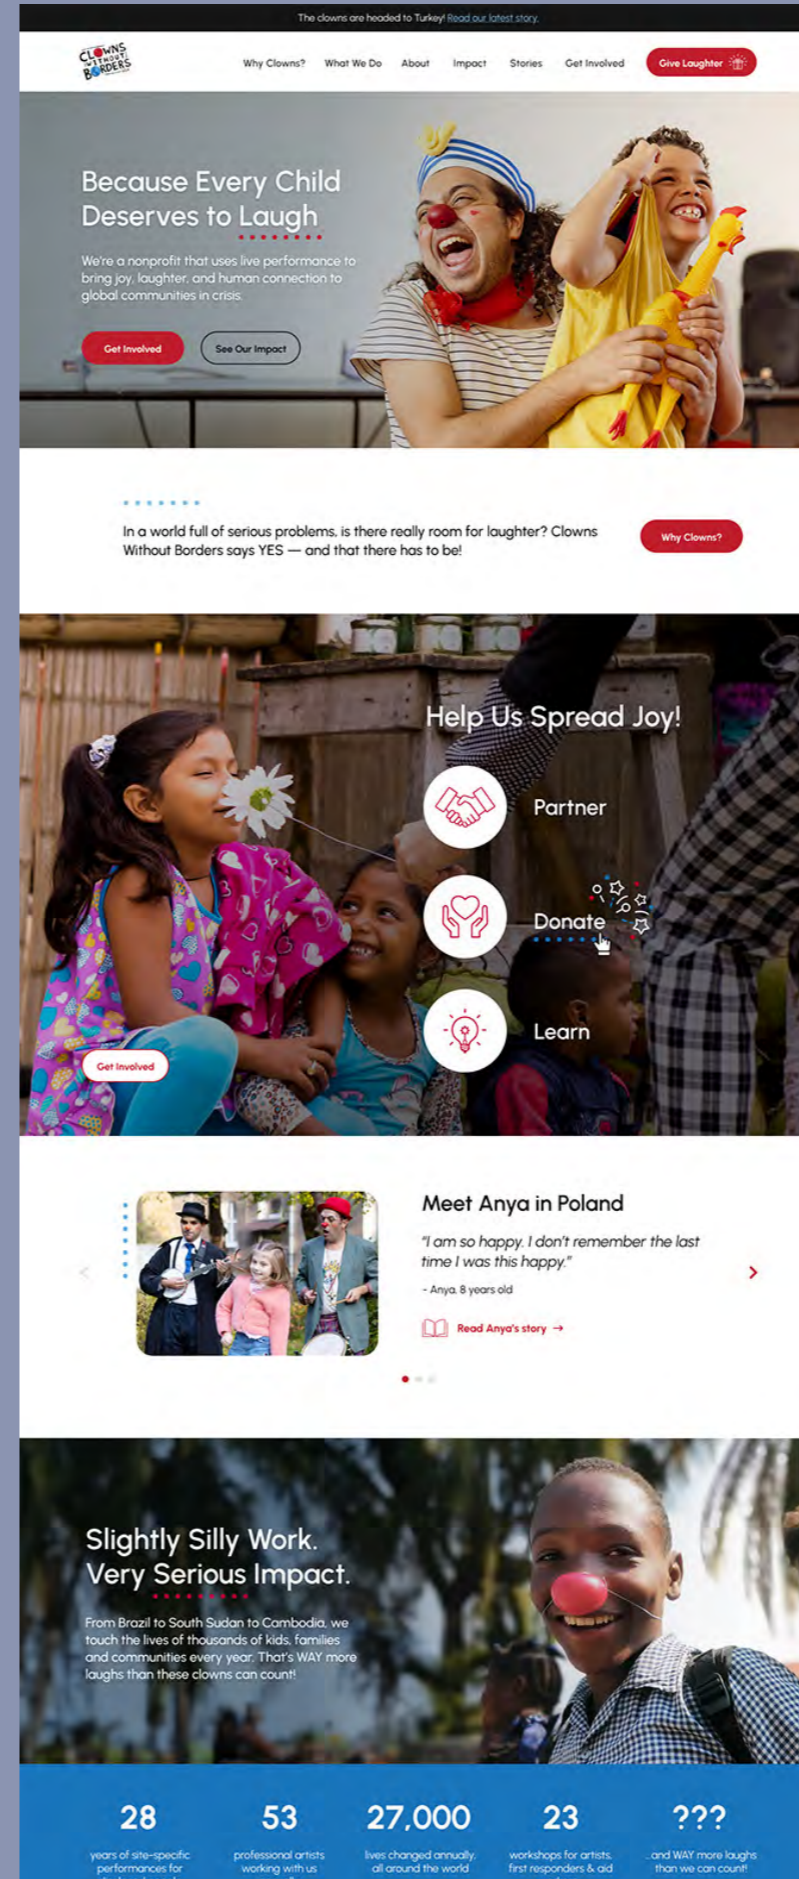 The clowns are headed to Turkey! Read our latest story.
CLOWNS
WITHOUT
BORDERS
Why Clowns?
What We Do
About
Impact
Stories
Get Involved
Give Laughter
Because Every Child
Deserves to Laugh
We're a nonprofit that uses live performance to
bring joy, laughter, and human connection to
global communities in crisis.
Get Involved
See Our Impact
In a world full of serious problems, is there really room for laughter? Clowns
Without Borders says YES — and that there has to be!
Why Clowns?
Help Us Spread Joy!
Partner
Donate
Learn
Get Involved
Meet Anya in Poland
“I am so happy. I don't remember the last
time I was this happy.”
- Anya, 8 years old
Read Anya's story →
Slightly Silly Work.
Very Serious Impact.
From Brazil to South Sudan to Cambodia, we
touch the lives of thousands of kids, families
and communities every year. That's WAY more
laughs than these clowns can count!
28
years of site-specific
performances for
53
professional artists
working with us
27,000
lives changed annually,
all around the world
23
workshops for artists,
first responders & aid
???
...and WAY more laughs
than we can count!